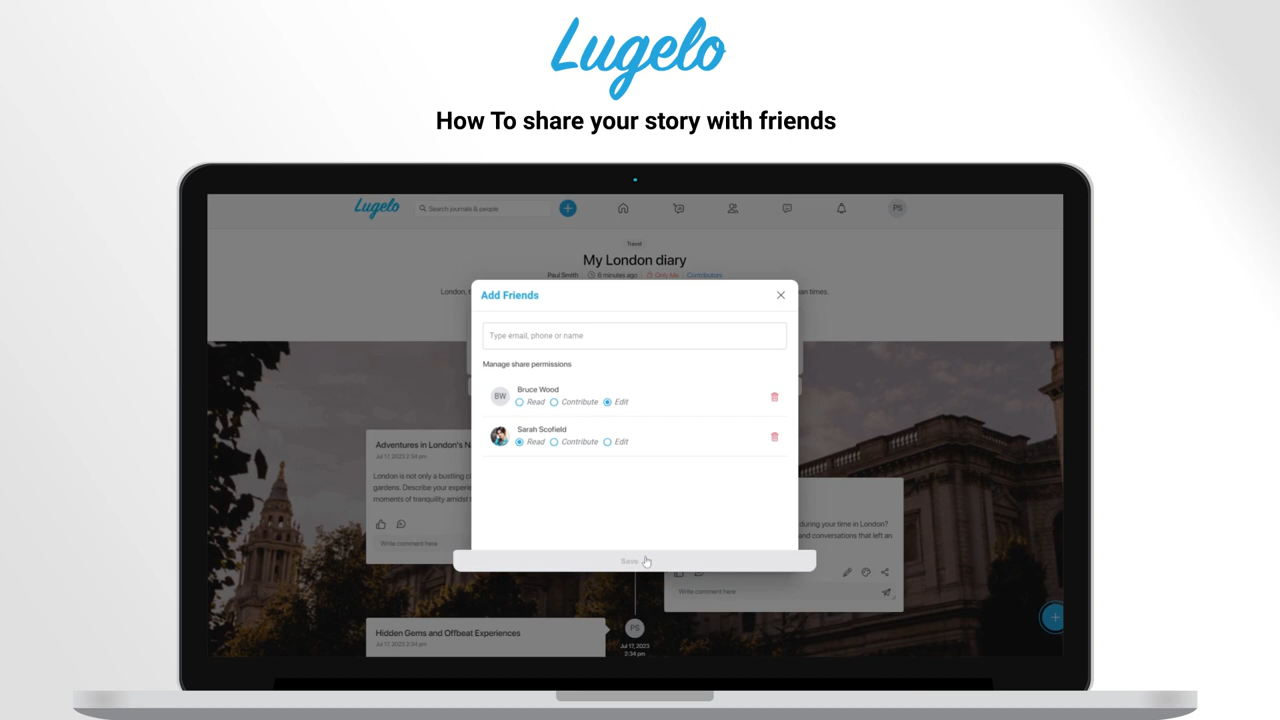 Lugelo
How To share your story with friends
Lugelo
Search journals & people
PS
Travel
My London diary
Paul Smith 6 minutes ago Only Me Contributors
London, t
an times.
Add Friends
Type email, phone or name
Manage share permissions
BW
Bruce Wood
Read Contribute Edit
Sarah Scofield
Read Contribute Edit
Save
Adventures in London's N
Jul 17, 2023 2:34 pm
London is not only a bustling c
gardens. Describe your experie
moments of tranquility amidst
Write comment here
during your time in London?
and conversations that left an
Write comment here
PS
Jul 17, 2023
2:34 pm
Hidden Gems and Offbeat Experiences
Jul 17, 2023 2:34 pm